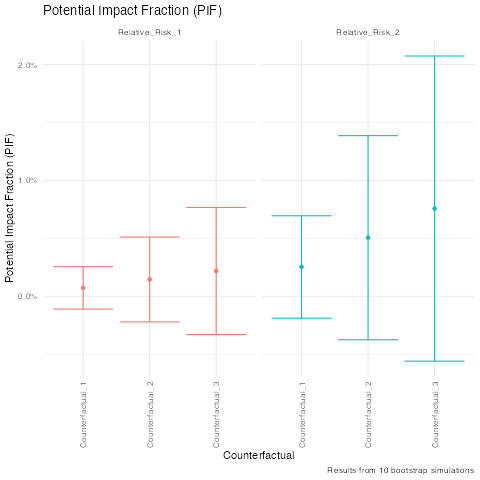 Potential Impact Fraction (PIF)
Relative_Risk_1
Relative_Risk_2
Potential Impact Fraction (PIF)
2.0%
1.0%
0.0%
Counterfactual_1
Counterfactual_2
Counterfactual_3
Counterfactual_1
Counterfactual_2
Counterfactual_3
Counterfactual
Results from 10 bootstrap simulations